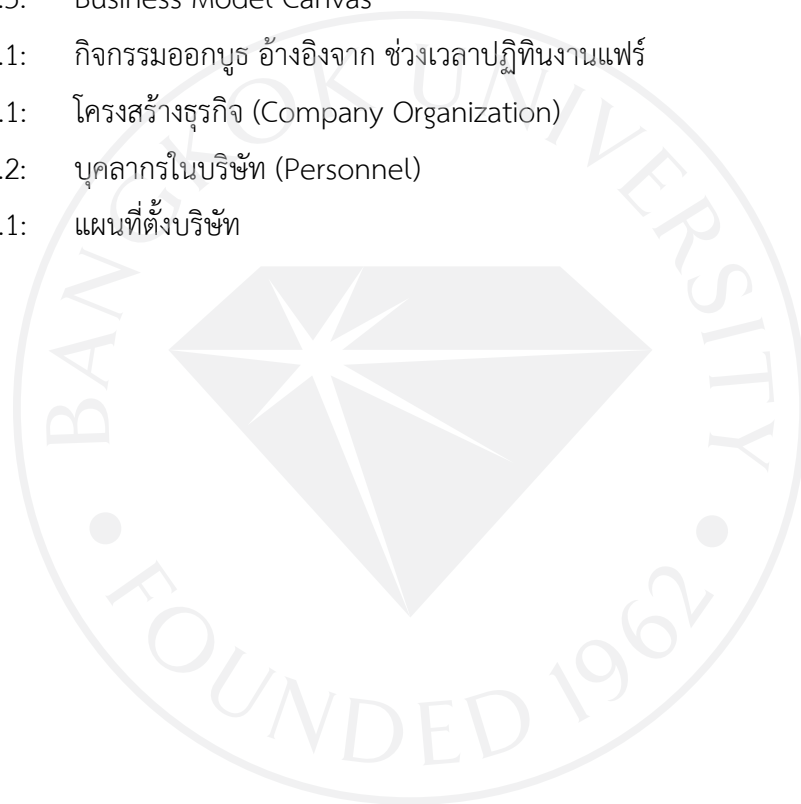 .5: Business Model Canvas
.1: กิจกรรมออกบูธ อ้างอิงจาก ช่วงเวลาปฏิทินงานแฟร์
.1: โครงสร้างธุรกิจ (Company Organization)
.2: บุคลากรในบริษัท (Personnel)
.1: แผนที่ตั้งบริษัท
BANGKOK UNIVERSITY
FOUNDED 1962